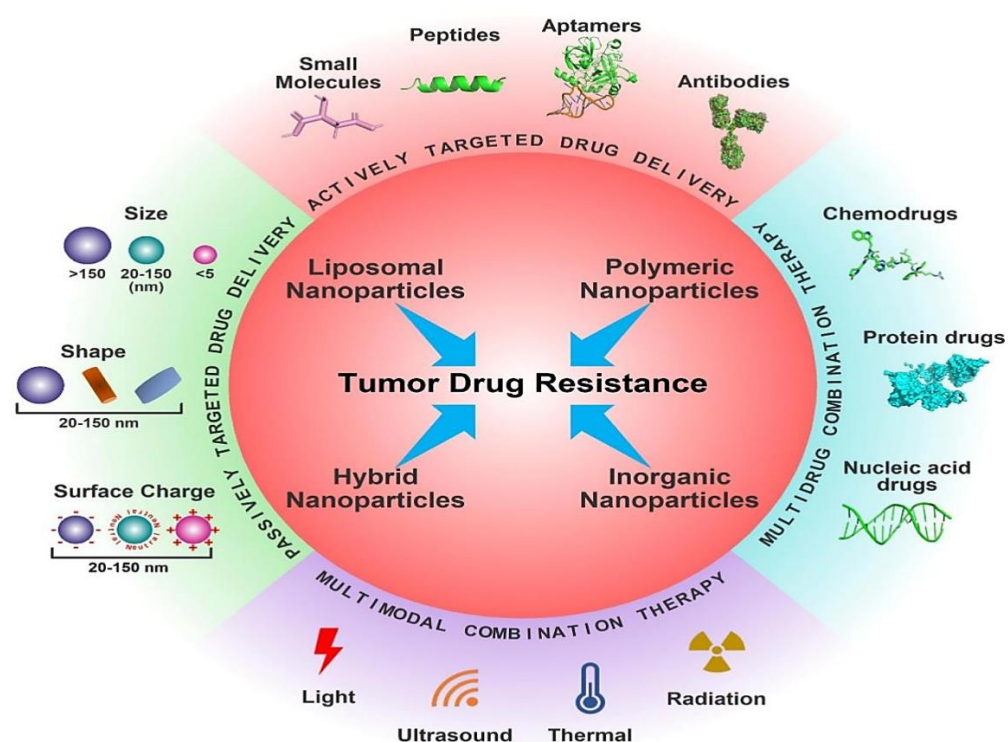 Peptides
Aptamers
Small
Molecules
Antibodies
ACTIVELY TARGETED DRUG DELIVERY
Size
>150
20-150
(nm)
<5
Shape
20-150 nm
Surface Charge
- - - -
Neutral Neutral
+ + + + + + + +
20-150 nm
PASSIVELY TARGETED DRUG DELIVERY
Liposomal
Nanoparticles
Polymeric
Nanoparticles
Tumor Drug Resistance
Hybrid
Nanoparticles
Inorganic
Nanoparticles
MULTIDRUG COMBINATION THERAPY
Chemodrugs
Protein drugs
Nucleic acid
drugs
MULTIMODAL COMBINATION THERAPY
Light
Ultrasound
Thermal
Radiation